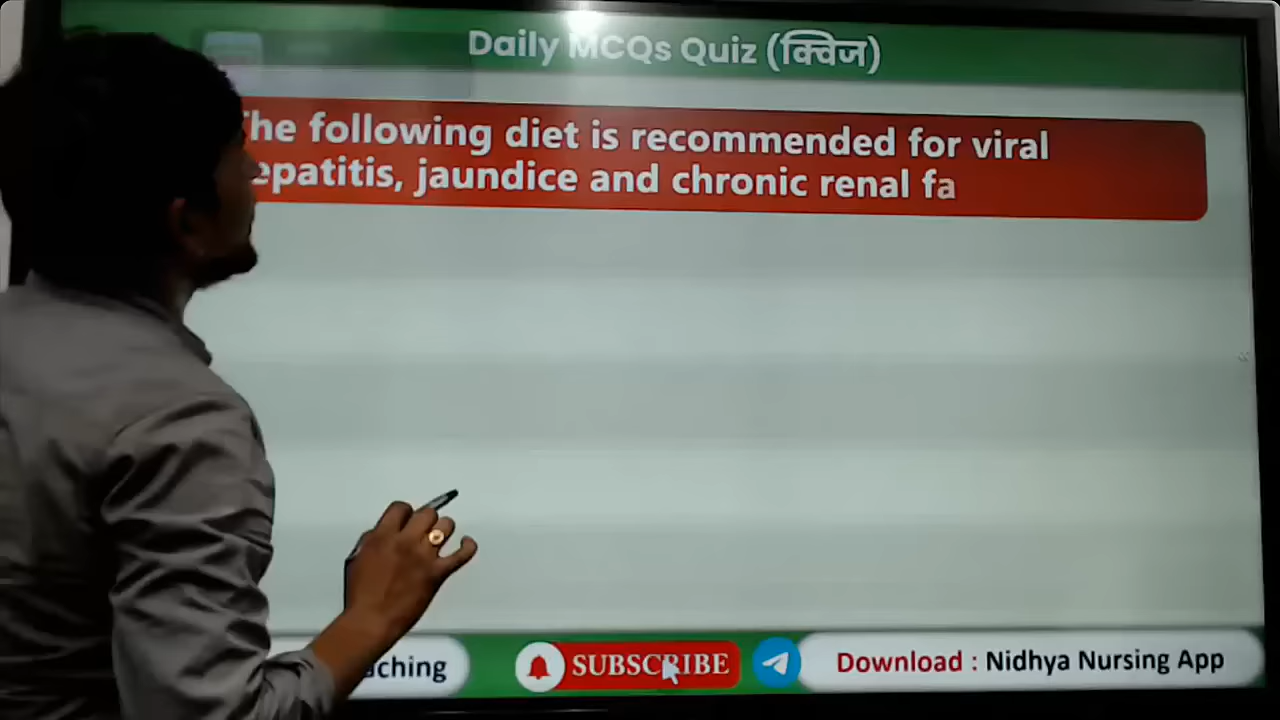 Daily MCQs Quiz (क्विज)
The following diet is recommended for viral
epatitis, jaundice and chronic renal fa
aching
SUBSCRIBE
Download : Nidhya Nursing App